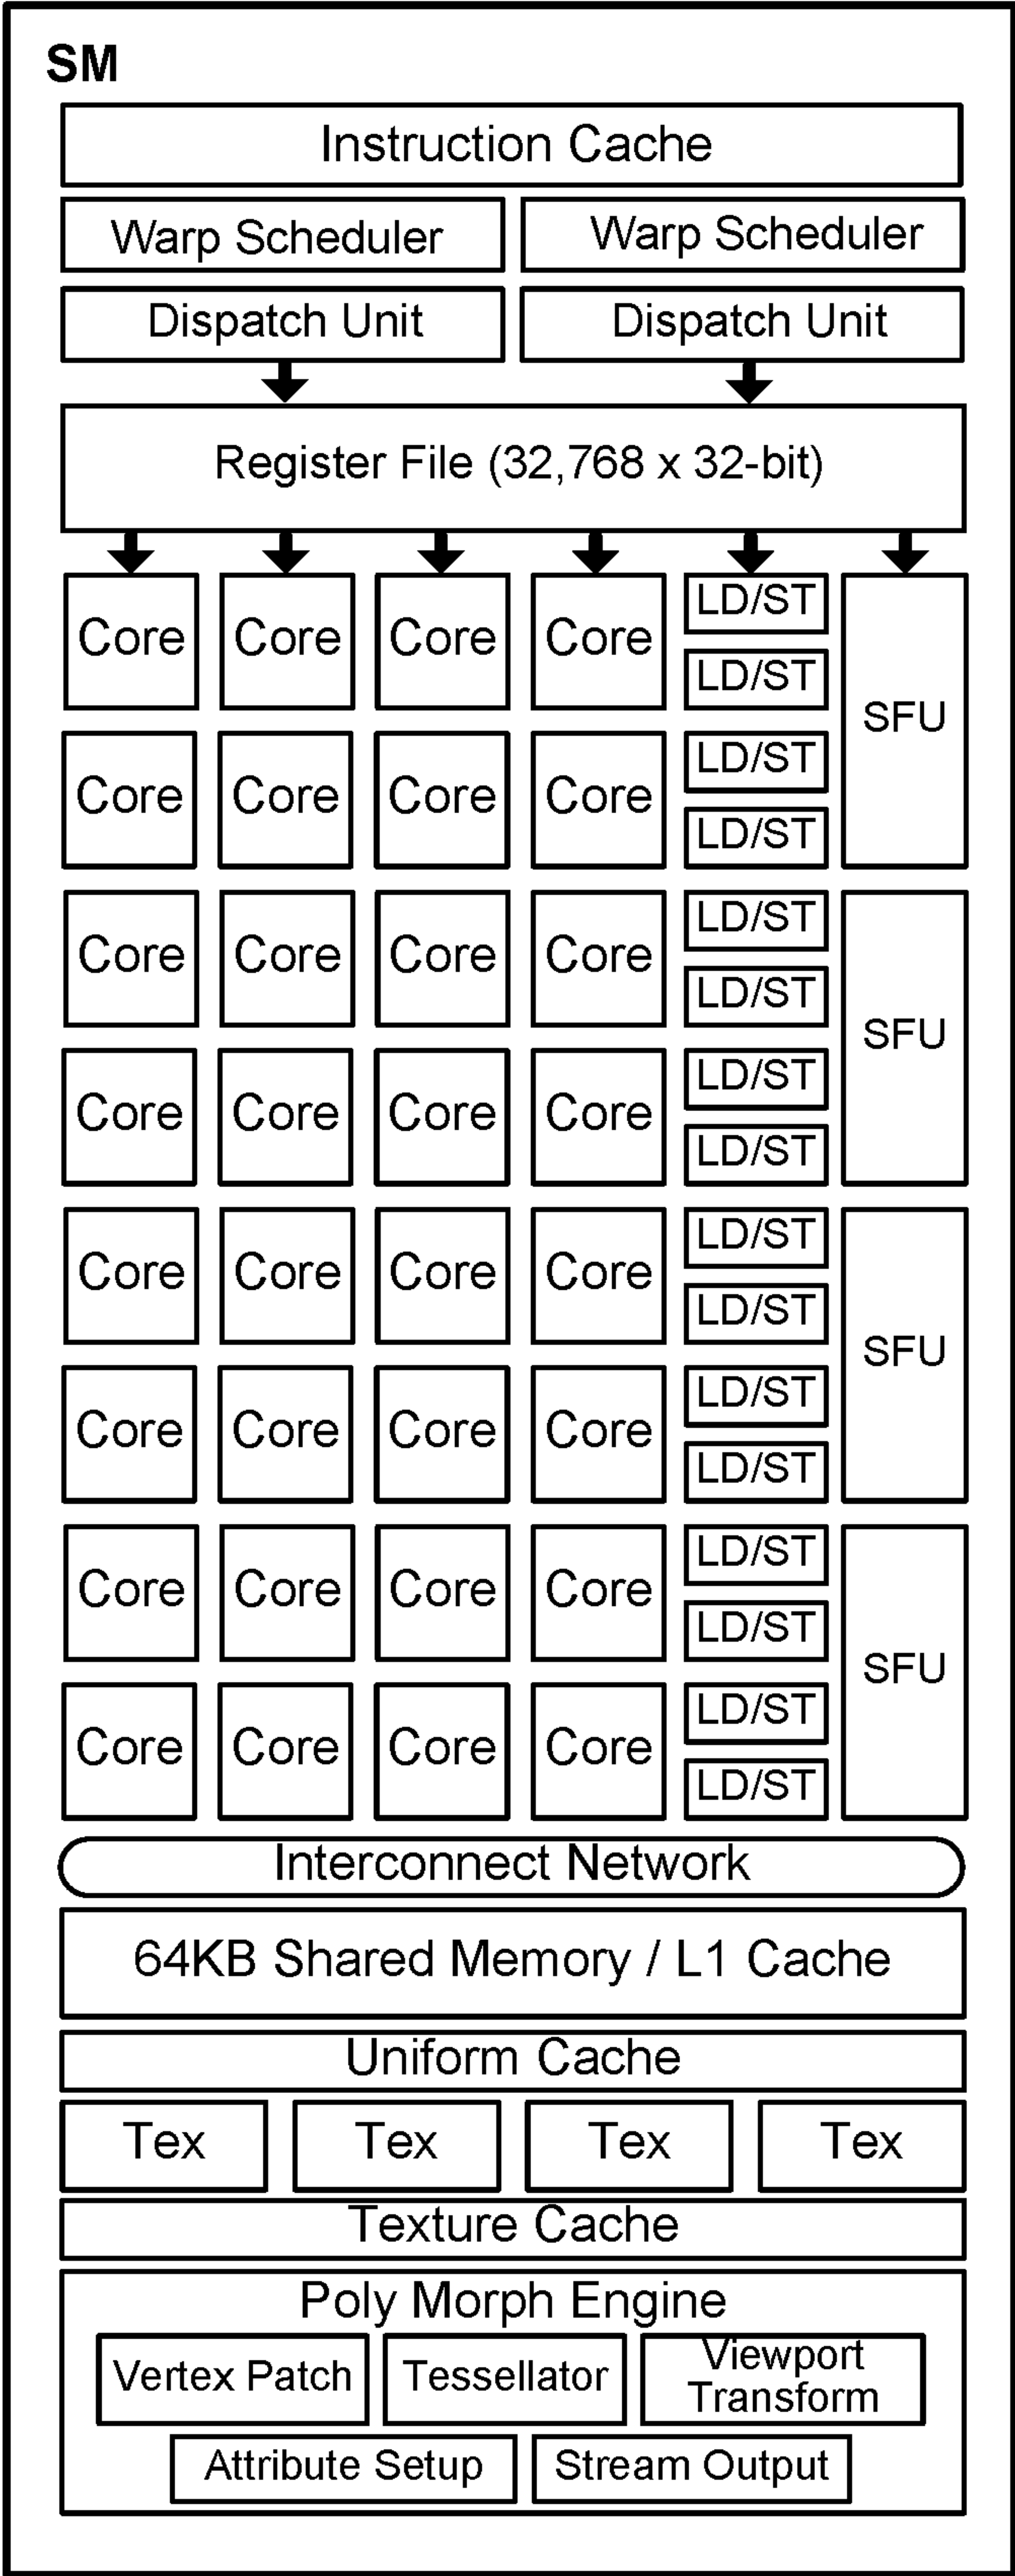 SM
Instruction Cache
Warp Scheduler Warp Scheduler
Dispatch Unit Dispatch Unit
Register File (32,768 x 32-bit)
Core Core Core Core LD/ST
LD/ST
SFU
Core Core Core Core LD/ST
LD/ST
Core Core Core Core LD/ST
LD/ST
SFU
Core Core Core Core LD/ST
LD/ST
Core Core Core Core LD/ST
LD/ST
SFU
Core Core Core Core LD/ST
LD/ST
Core Core Core Core LD/ST
LD/ST
SFU
Core Core Core Core LD/ST
LD/ST
Interconnect Network
64KB Shared Memory / L1 Cache
Uniform Cache
Tex Tex Tex Tex
Texture Cache
Poly Morph Engine
Vertex Patch Tessellator Viewport
Transform
Attribute Setup Stream Output